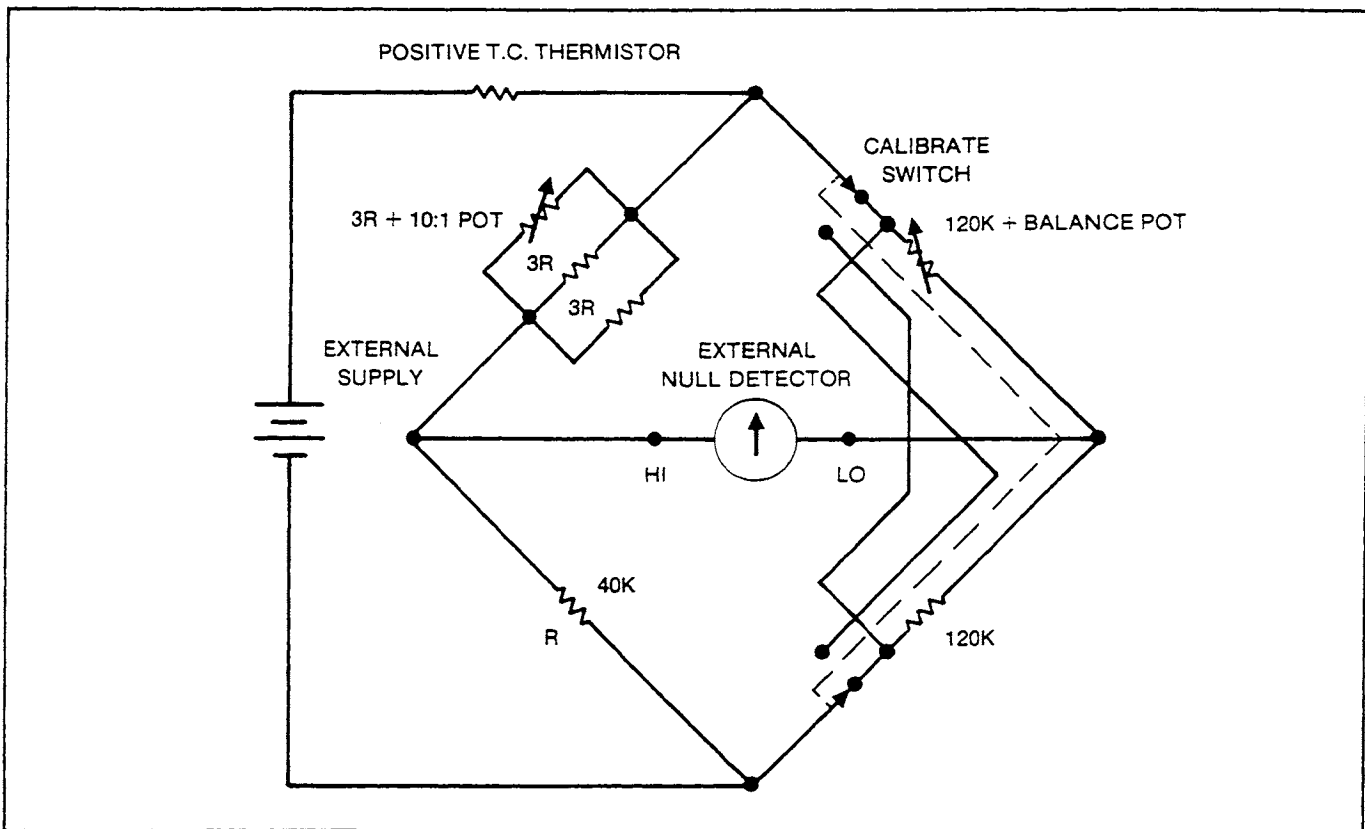 POSITIVE T.C. THERMISTOR
CALIBRATE
SWITCH
3R + 10:1 POT
120K + BALANCE POT
3R
3R
EXTERNAL
SUPPLY
EXTERNAL
NULL DETECTOR
HI
LO
40K
R
120K